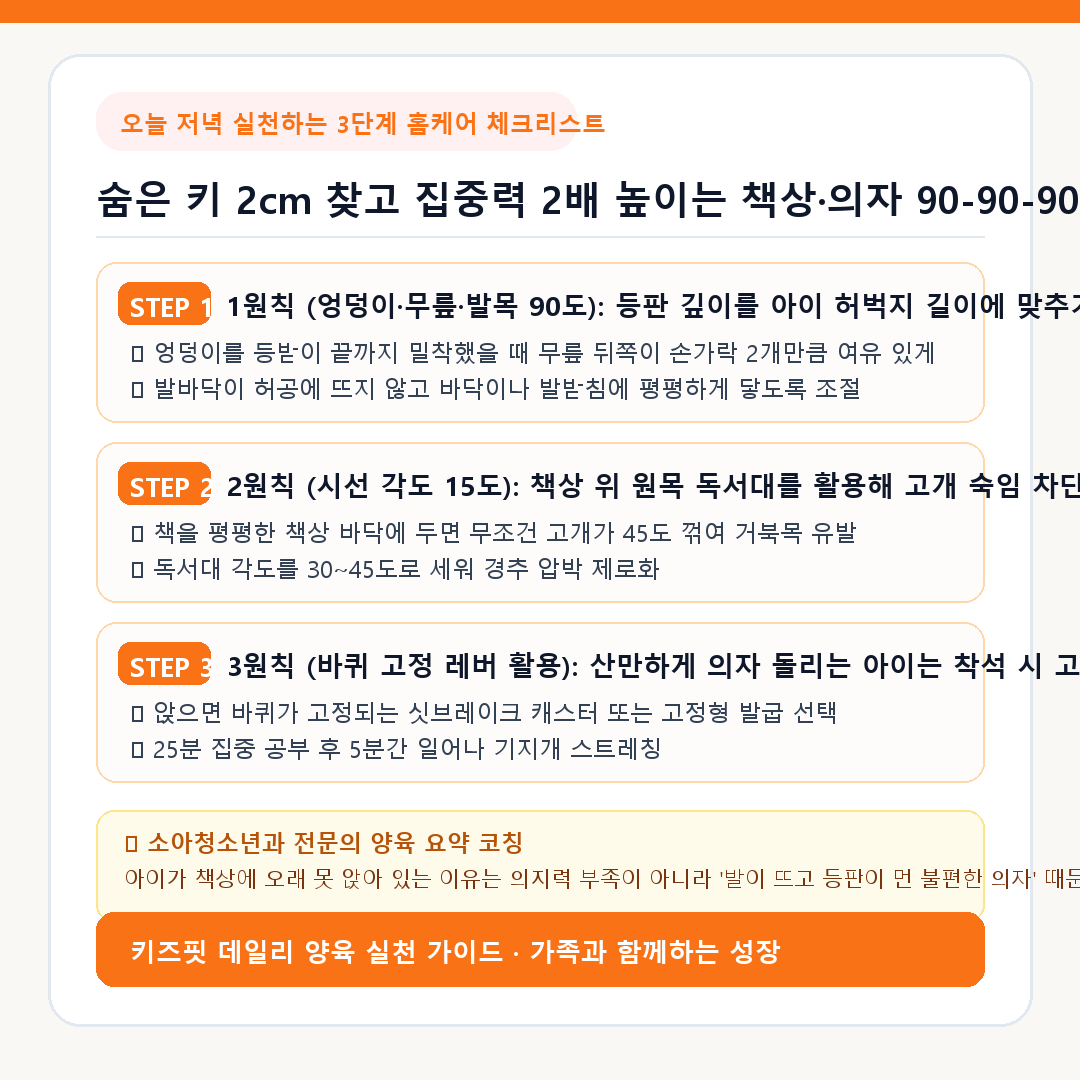 오늘 저녁 실천하는 3단계 홈케어 체크리스트
숨은 키 2cm 찾고 집중력 2배 높이는 책상·의자 90-90-90
STEP 1 1원칙 (엉덩이·무릎·발목 90도): 등판 깊이를 아이 허벅지 길이에 맞추
엉덩이를 등받이 끝까지 밀착했을 때 무릎 뒤쪽이 손가락 2개만큼 여유 있게
발바닥이 허공에 뜨지 않고 바닥이나 발받침에 평평하게 닿도록 조절
STEP 2 2원칙 (시선 각도 15도): 책상 위 원목 독서대를 활용해 고개 숙임 차단
책을 평평한 책상 바닥에 두면 무조건 고개가 45도 꺾여 거북목 유발
독서대 각도를 30~45도로 세워 경추 압박 제로화
STEP 3 3원칙 (바퀴 고정 레버 활용): 산만하게 의자 돌리는 아이는 착석 시 고
앉으면 바퀴가 고정되는 싯브레이크 캐스터 또는 고정형 발굽 선택
25분 집중 공부 후 5분간 일어나 기지개 스트레칭
소아청소년과 전문의 양육 요약 코칭
아이가 책상에 오래 못 앉아 있는 이유는 의지력 부족이 아니라 '발이 뜨고 등판이 먼 불편한 의자' 때문
키즈핏 데일리 양육 실천 가이드 · 가족과 함께하는 성장